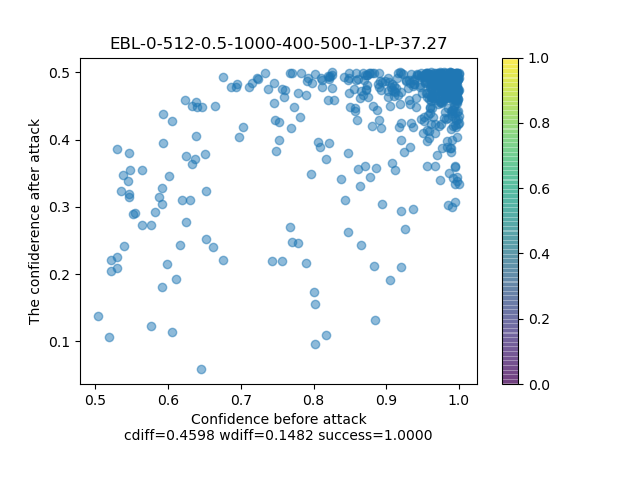 EBL-0-512-0.5-1000-400-500-1-LP-37.27
The confiderence after attack
0.5
0.4
0.3
0.2
0.1
0.5 0.6 0.7 0.8 0.9 1.0
Confidence before attack
cdiff=0.4598 wdiff=0.1482 success=1.0000
1.0
0.8
0.6
0.4
0.2
0.0